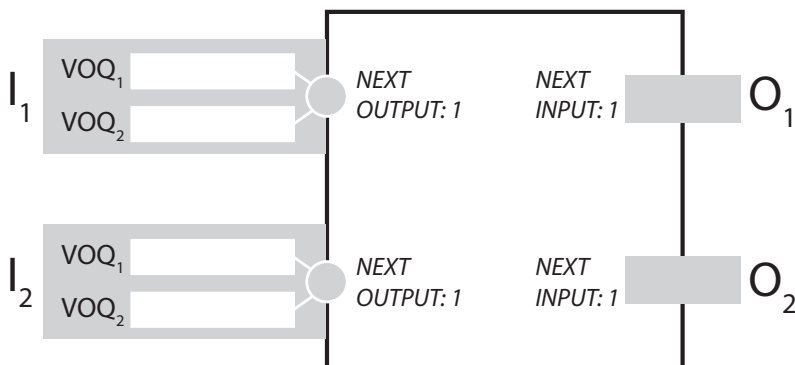 I1
VOQ1
VOQ2
NEXT
OUTPUT: 1
NEXT
INPUT: 1
O1
I2
VOQ1
VOQ2
NEXT
OUTPUT: 1
NEXT
INPUT: 1
O2